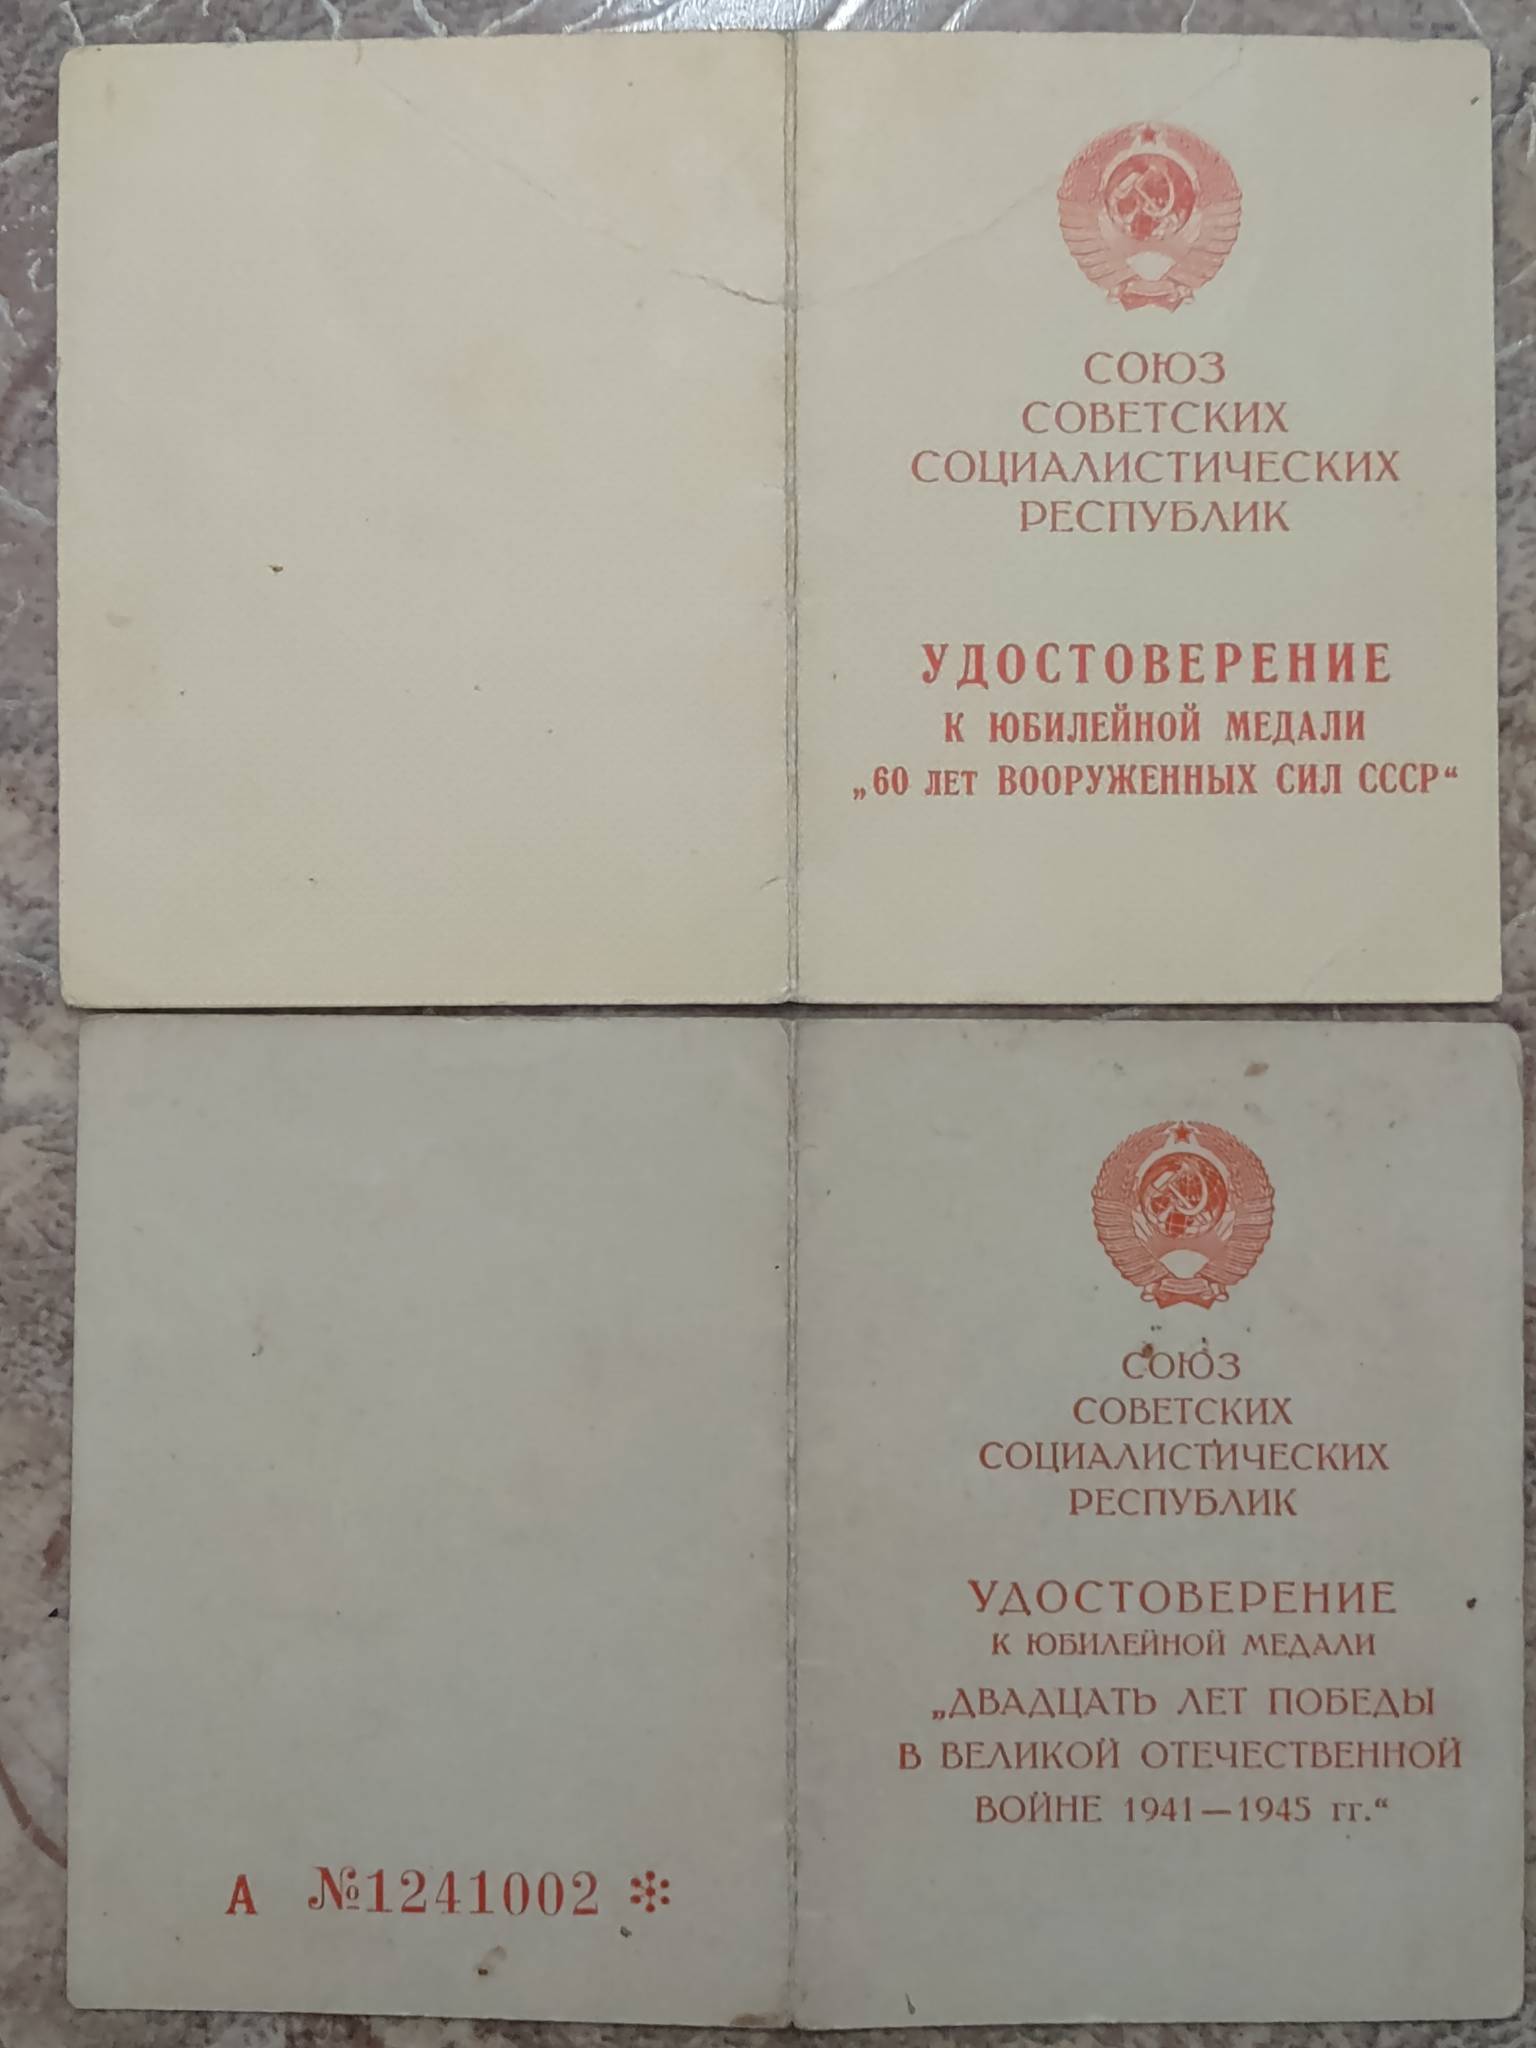 СОЮЗ
СОВЕТСКИХ
СОЦИАЛИСТИЧЕСКИХ
РЕСПУБЛИК
УДОСТОВЕРЕНИЕ
К ЮБИЛЕЙНОЙ МЕДАЛИ
„60 ЛЕТ ВООРУЖЕННЫХ СИЛ СССР“
СОЮЗ
СОВЕТСКИХ
СОЦИАЛИСТИЧЕСКИХ
РЕСПУБЛИК
УДОСТОВЕРЕНИЕ
К ЮБИЛЕЙНОЙ МЕДАЛИ
„ДВАДЦАТЬ ЛЕТ ПОБЕДЫ
В ВЕЛИКОЙ ОТЕЧЕСТВЕННОЙ
ВОЙНЕ 1941—1945 гг.“
А №1241002 *